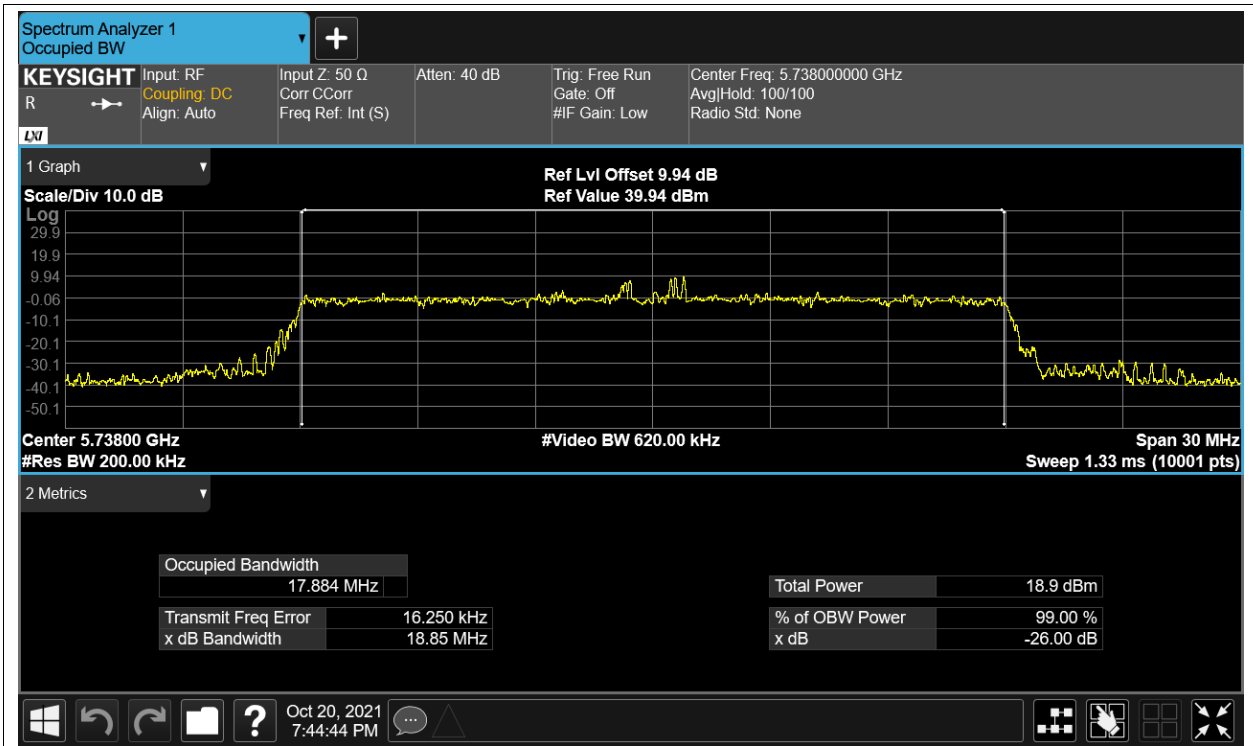 Spectrum Analyzer 1
Occupied BW
KEYSIGHT
R
LXI
Input: RF
Coupling: DC
Align: Auto
Input Z: 50 Ω
Corr CCorr
Freq Ref: Int (S)
Atten: 40 dB
Trig: Free Run
Gate: Off
#IF Gain: Low
Center Freq: 5.738000000 GHz
Avg|Hold: 100/100
Radio Std: None
1 Graph
Scale/Div 10.0 dB
Ref Lvl Offset 9.94 dB
Ref Value 39.94 dBm
Log
29.9
19.9
9.94
-0.06
-10.1
-20.1
-30.1
-40.1
-50.1
Center 5.73800 GHz
#Video BW 620.00 kHz
Span 30 MHz
#Res BW 200.00 kHz
Sweep 1.33 ms (10001 pts)
2 Metrics
Occupied Bandwidth
17.884 MHz
Total Power 18.9 dBm
Transmit Freq Error 16.250 kHz
% of OBW Power 99.00 %
x dB Bandwidth 18.85 MHz
x dB -26.00 dB
?
Oct 20, 2021
7:44:44 PM